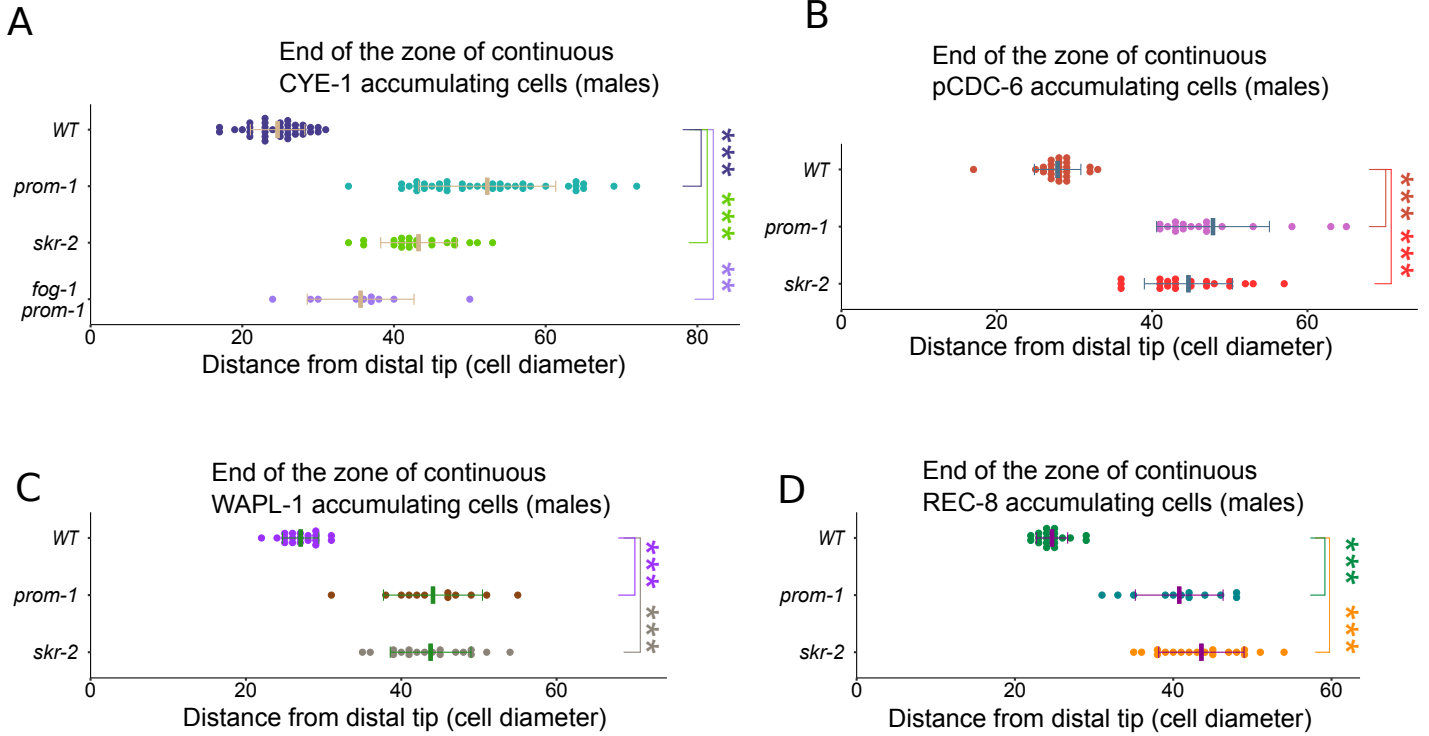 A
End of the zone of continuous
CYE-1 accumulating cells (males)
WT
prom-1
skr-2
fog-1
prom-1
***
***
**
0 20 40 60 80
Distance from distal tip (cell diameter)
B
End of the zone of continuous
pCDC-6 accumulating cells (males)
WT
prom-1
skr-2
***
***
0 20 40 60
Distance from distal tip (cell diameter)
C
End of the zone of continuous
WAPL-1 accumulating cells (males)
WT
prom-1
skr-2
***
***
0 20 40 60
Distance from distal tip (cell diameter)
D
End of the zone of continuous
REC-8 accumulating cells (males)
WT
prom-1
skr-2
***
***
0 20 40 60
Distance from distal tip (cell diameter)